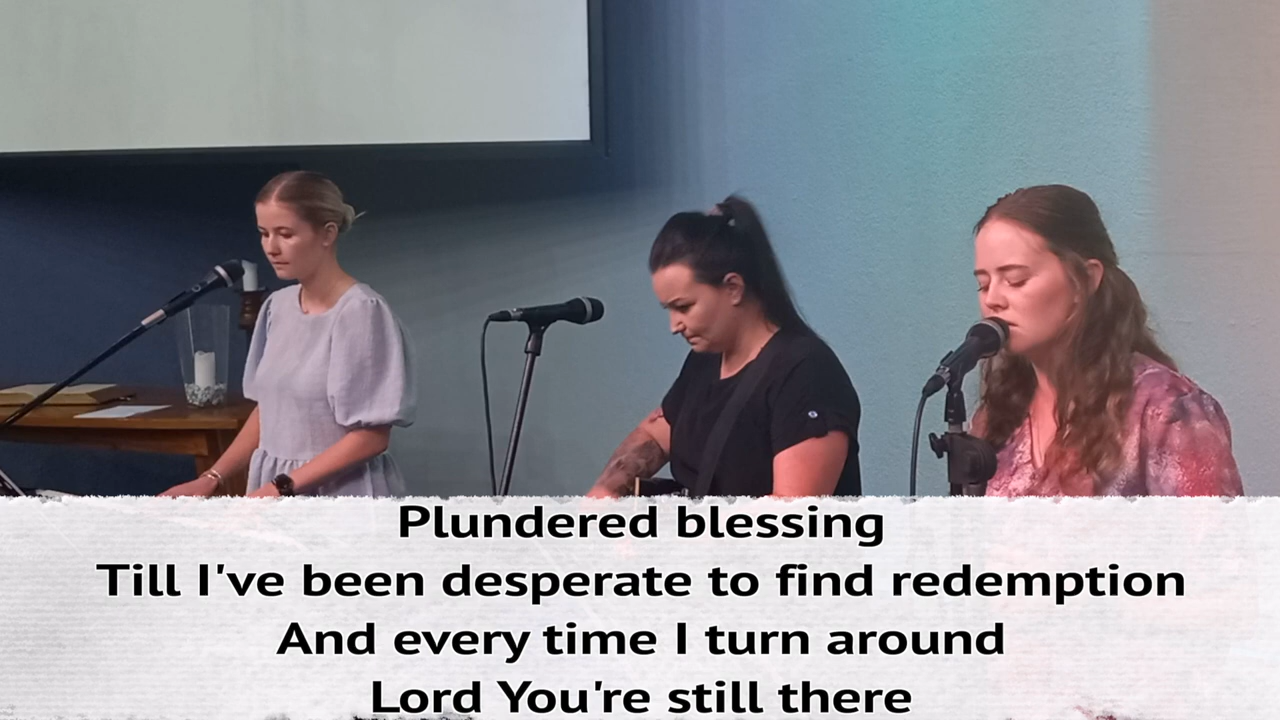 Plundered blessing
Till I've been desperate to find redemption
And every time I turn around
Lord You're still there